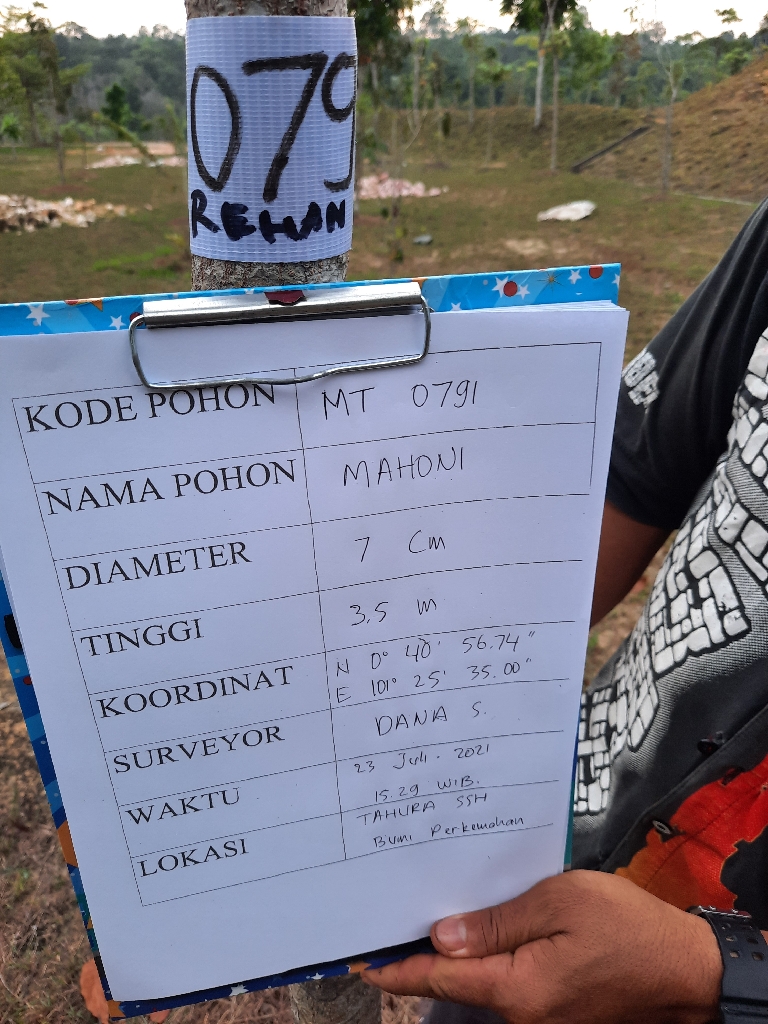 079
REHAN
KODE POHON MT 0791
NAMA POHON MAHONI
DIAMETER 7 Cm
TINGGI 3.5 m
KOORDINAT N 0° 40' 56.74"
E 101° 25' 35.00"
SURVEYOR DANA S.
WAKTU 23 Juli . 2021
15.29 WIB.
LOKASI TAHURA SSH
Bumi Perkemahan